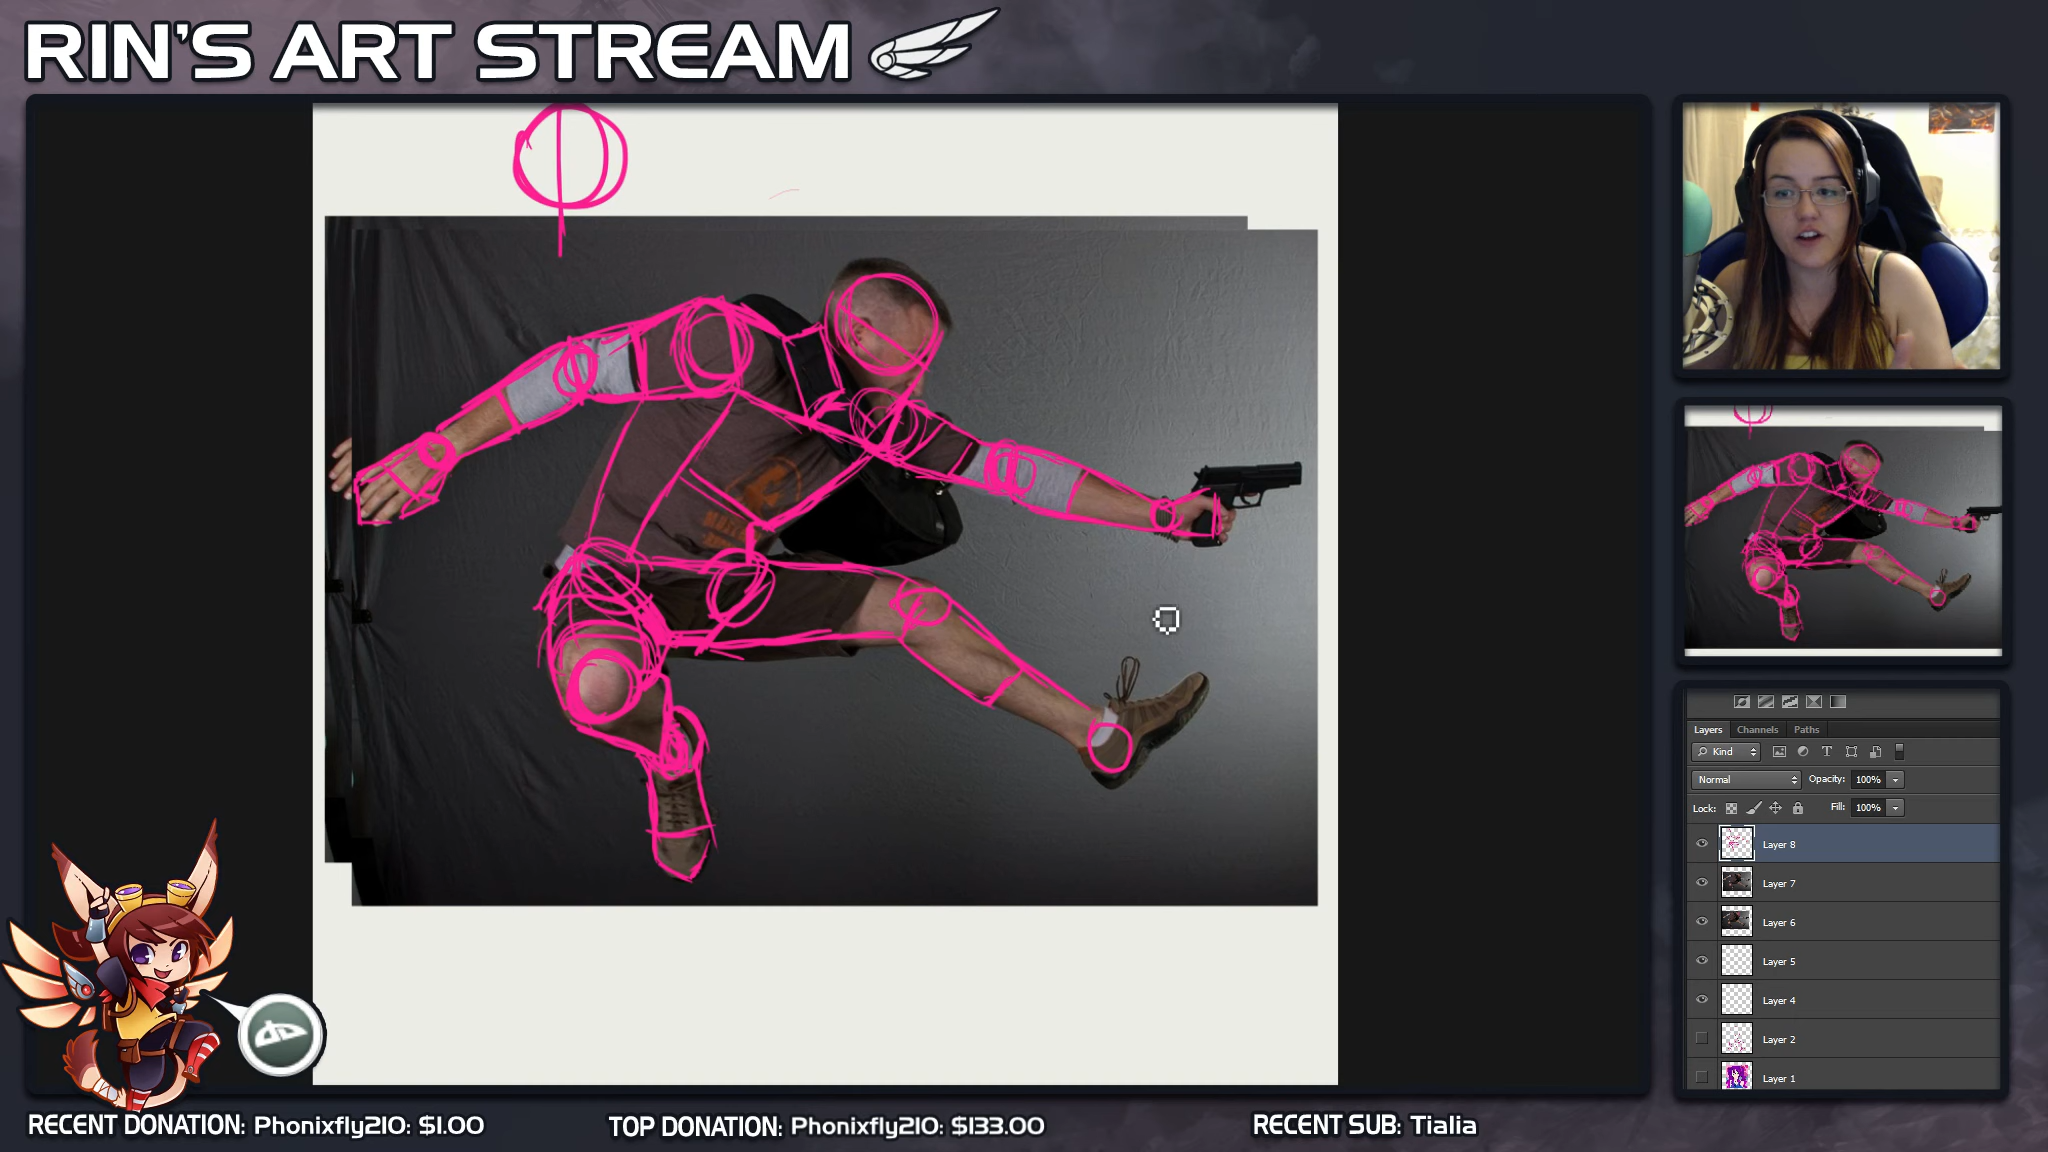 RIN'S ART STREAM
Layers Channels Paths
Kind
Normal Opacity: 100%
Lock: Fill: 100%
Layer 8
Layer 7
Layer 6
Layer 5
Layer 4
Layer 2
Layer 1
RECENT DONATION: Phonixfly210: $1.00
TOP DONATION: Phonixfly210: $133.00
RECENT SUB: Tialia